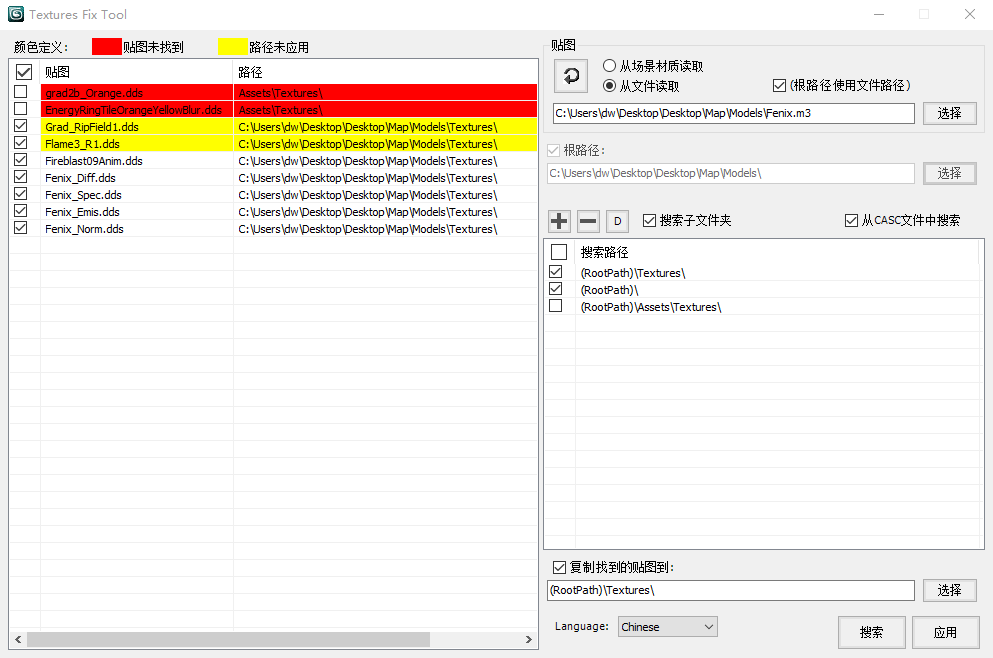 Textures Fix Tool
颜色定义： 贴图未找到 路径未应用
贴图 路径
grad2b_Orange.dds Assets\Textures\
EnergyRingTileOrangeYellowBlur.dds Assets\Textures\
Grad_RipField1.dds C:\Users\dw\Desktop\Desktop\Map\Models\Textures\
Flame3_R1.dds C:\Users\dw\Desktop\Desktop\Map\Models\Textures\
Fireblast09Anim.dds C:\Users\dw\Desktop\Desktop\Map\Models\Textures\
Fenix_Diff.dds C:\Users\dw\Desktop\Desktop\Map\Models\Textures\
Fenix_Spec.dds C:\Users\dw\Desktop\Desktop\Map\Models\Textures\
Fenix_Emis.dds C:\Users\dw\Desktop\Desktop\Map\Models\Textures\
Fenix_Norm.dds C:\Users\dw\Desktop\Desktop\Map\Models\Textures\
贴图
从场景材质读取
从文件读取 (根路径使用文件路径)
C:\Users\dw\Desktop\Desktop\Map\Models\Fenix.m3 选择
根路径：
C:\Users\dw\Desktop\Desktop\Map\Models\ 选择
D 搜索子文件夹 从CASC文件中搜索
搜索路径
(RootPath)\Textures\
(RootPath)\
(RootPath)\Assets\Textures\
复制找到的贴图到：
(RootPath)\Textures\ 选择
Language: Chinese 搜索 应用